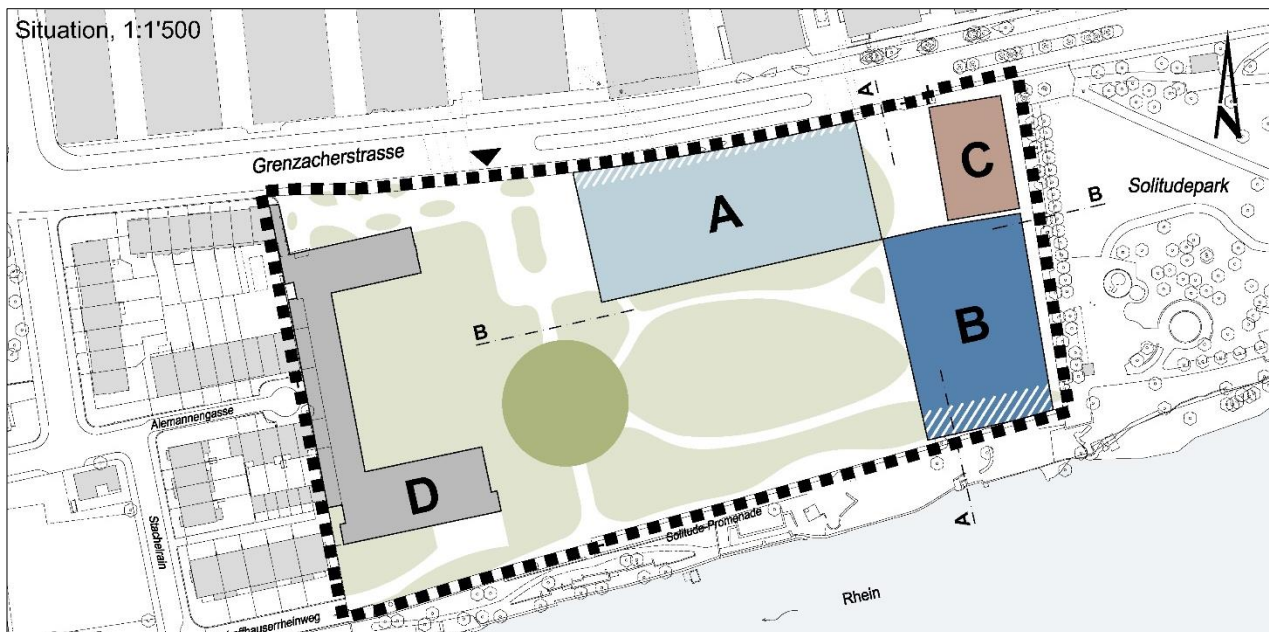 Situation, 1:1'500
A
N
Grenzacherstrasse
C
Solitudepark
A
B
B
B
A
Alemannengasse
D
Stachelrain
Solitude-Promenade
A
Rhein